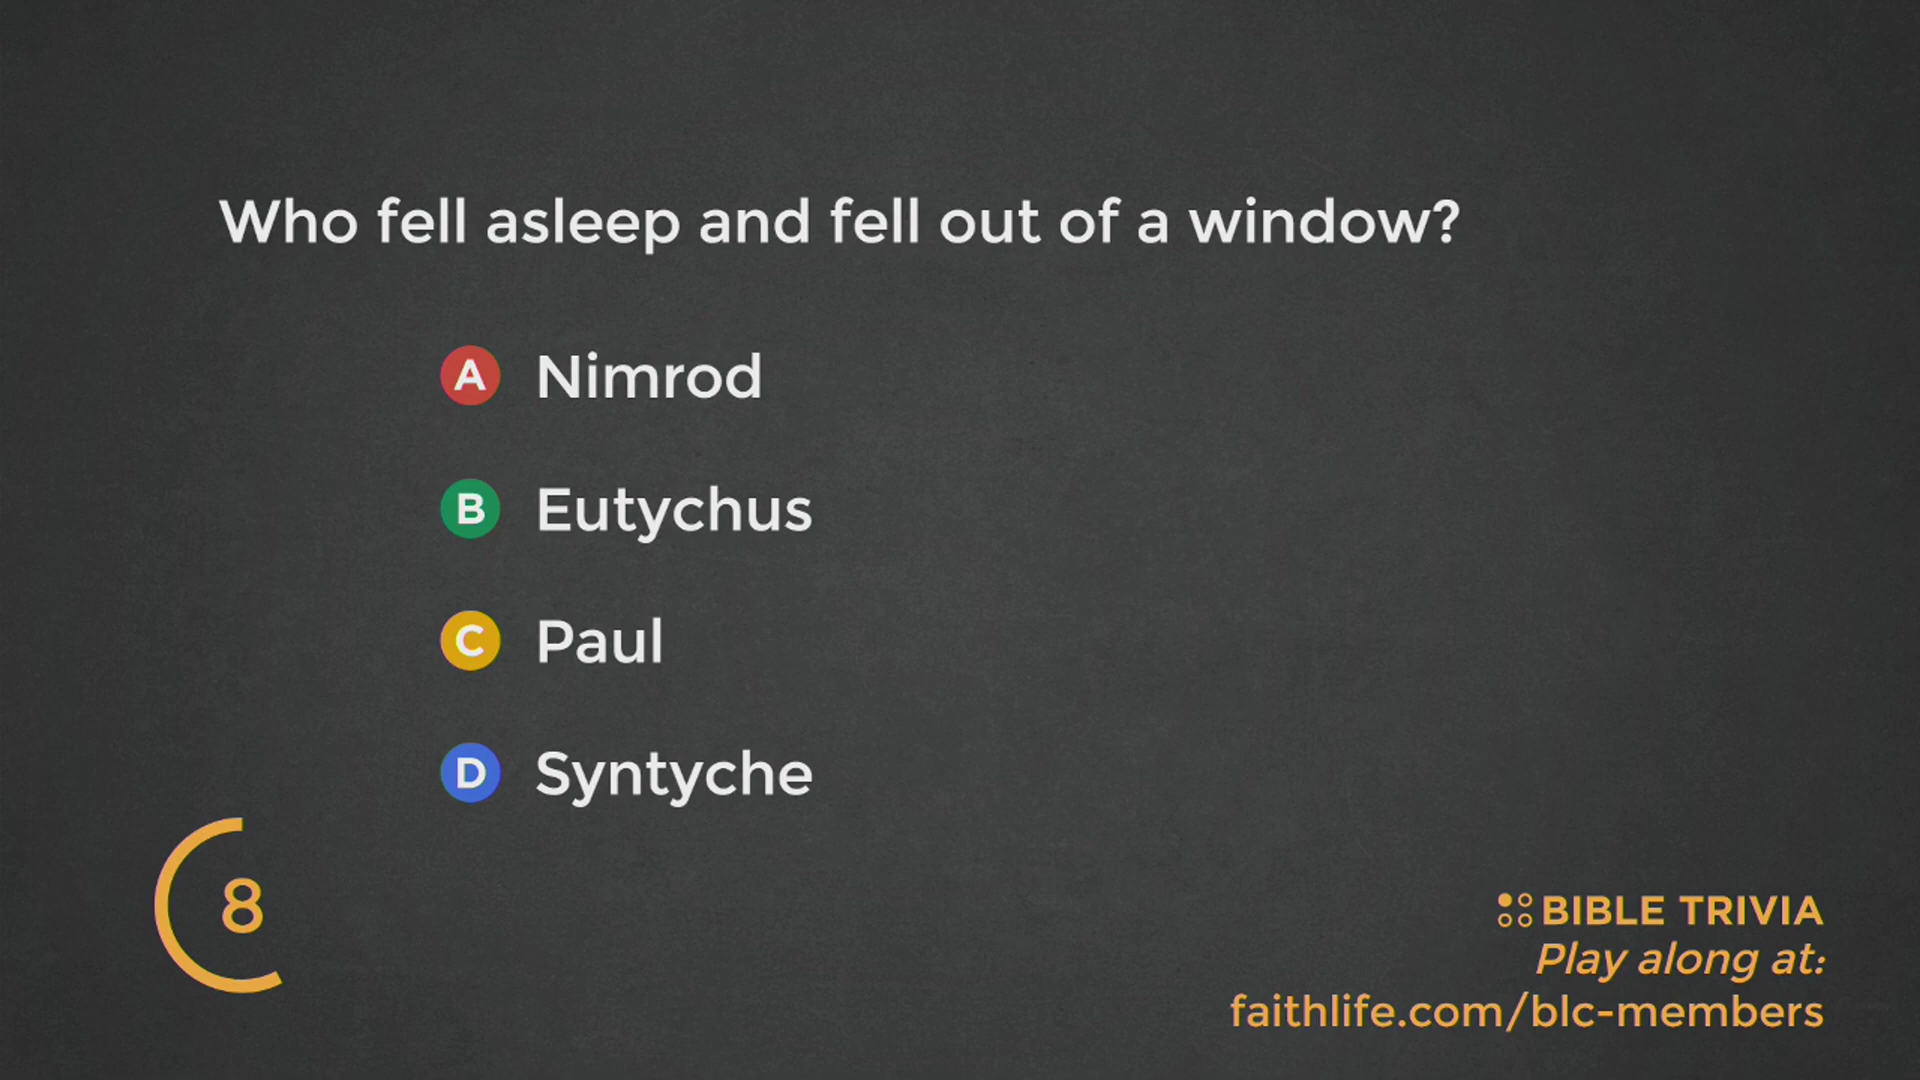 Who fell asleep and fell out of a window?
A Nimrod
B Eutychus
C Paul
D Syntyche
8
BIBLE TRIVIA
Play along at:
faithlife.com/blc-members